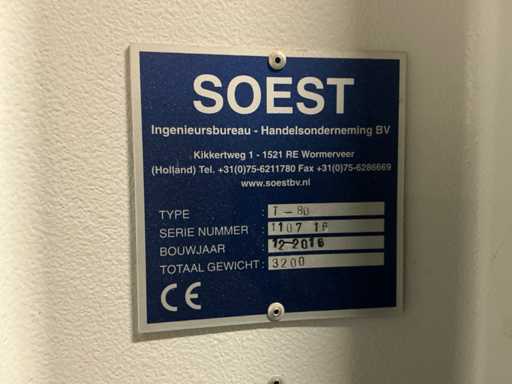 SOEST
Ingenieursbureau - Handelsonderneming BV
Kikkertweg 1 - 1521 RE Wormerveer
(Holland) Tel. +31(0)75-6211780 Fax +31(0)75-6286669
www.soestbv.nl
TYPE : T-80
SERIE NUMMER : 1107
BOUWJAAR : 12-2016
TOTAAL GEWICHT : 3200
CE